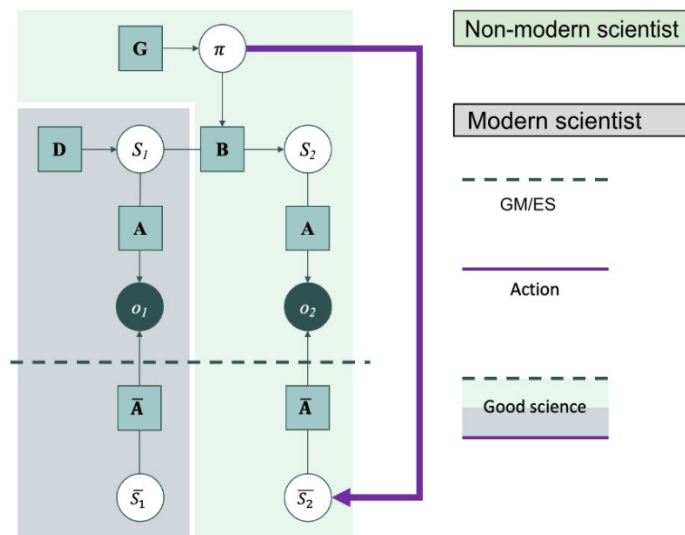 G π
D S₁ B S₂
A A
o₁ o₂
A̅ A̅
S̅₁ S̅₂
Non-modern scientist
Modern scientist
GM/ES
Action
Good science